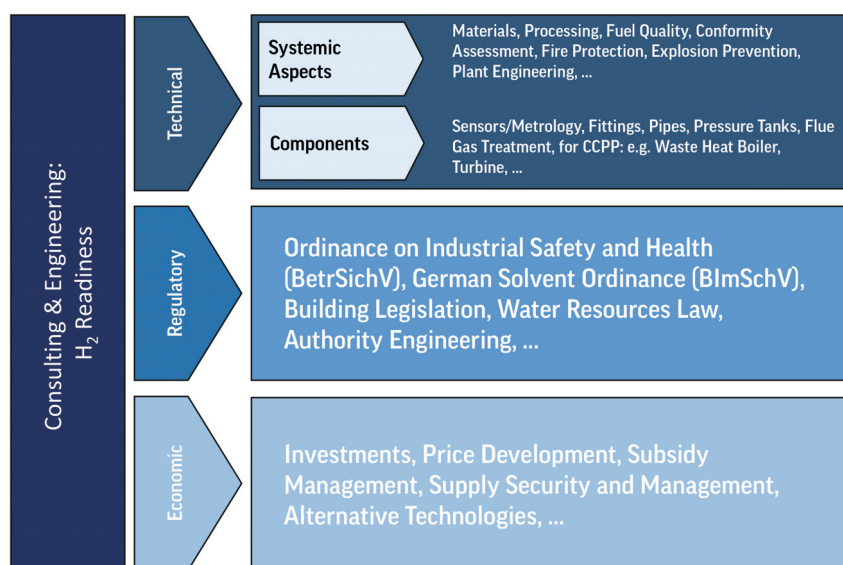 Consulting & Engineering:
H₂ Readiness
Technical
Systemic
Aspects
Materials, Processing, Fuel Quality, Conformity
Assessment, Fire Protection, Explosion Prevention,
Plant Engineering, ...
Components
Sensors/Metrology, Fittings, Pipes, Pressure Tanks, Flue
Gas Treatment, for CCPP: e.g. Waste Heat Boiler,
Turbine, ...
Regulatory
Ordinance on Industrial Safety and Health
(BetrSichV), German Solvent Ordinance (BImSchV),
Building Legislation, Water Resources Law,
Authority Engineering, ...
Economic
Investments, Price Development, Subsidy
Management, Supply Security and Management,
Alternative Technologies, ...